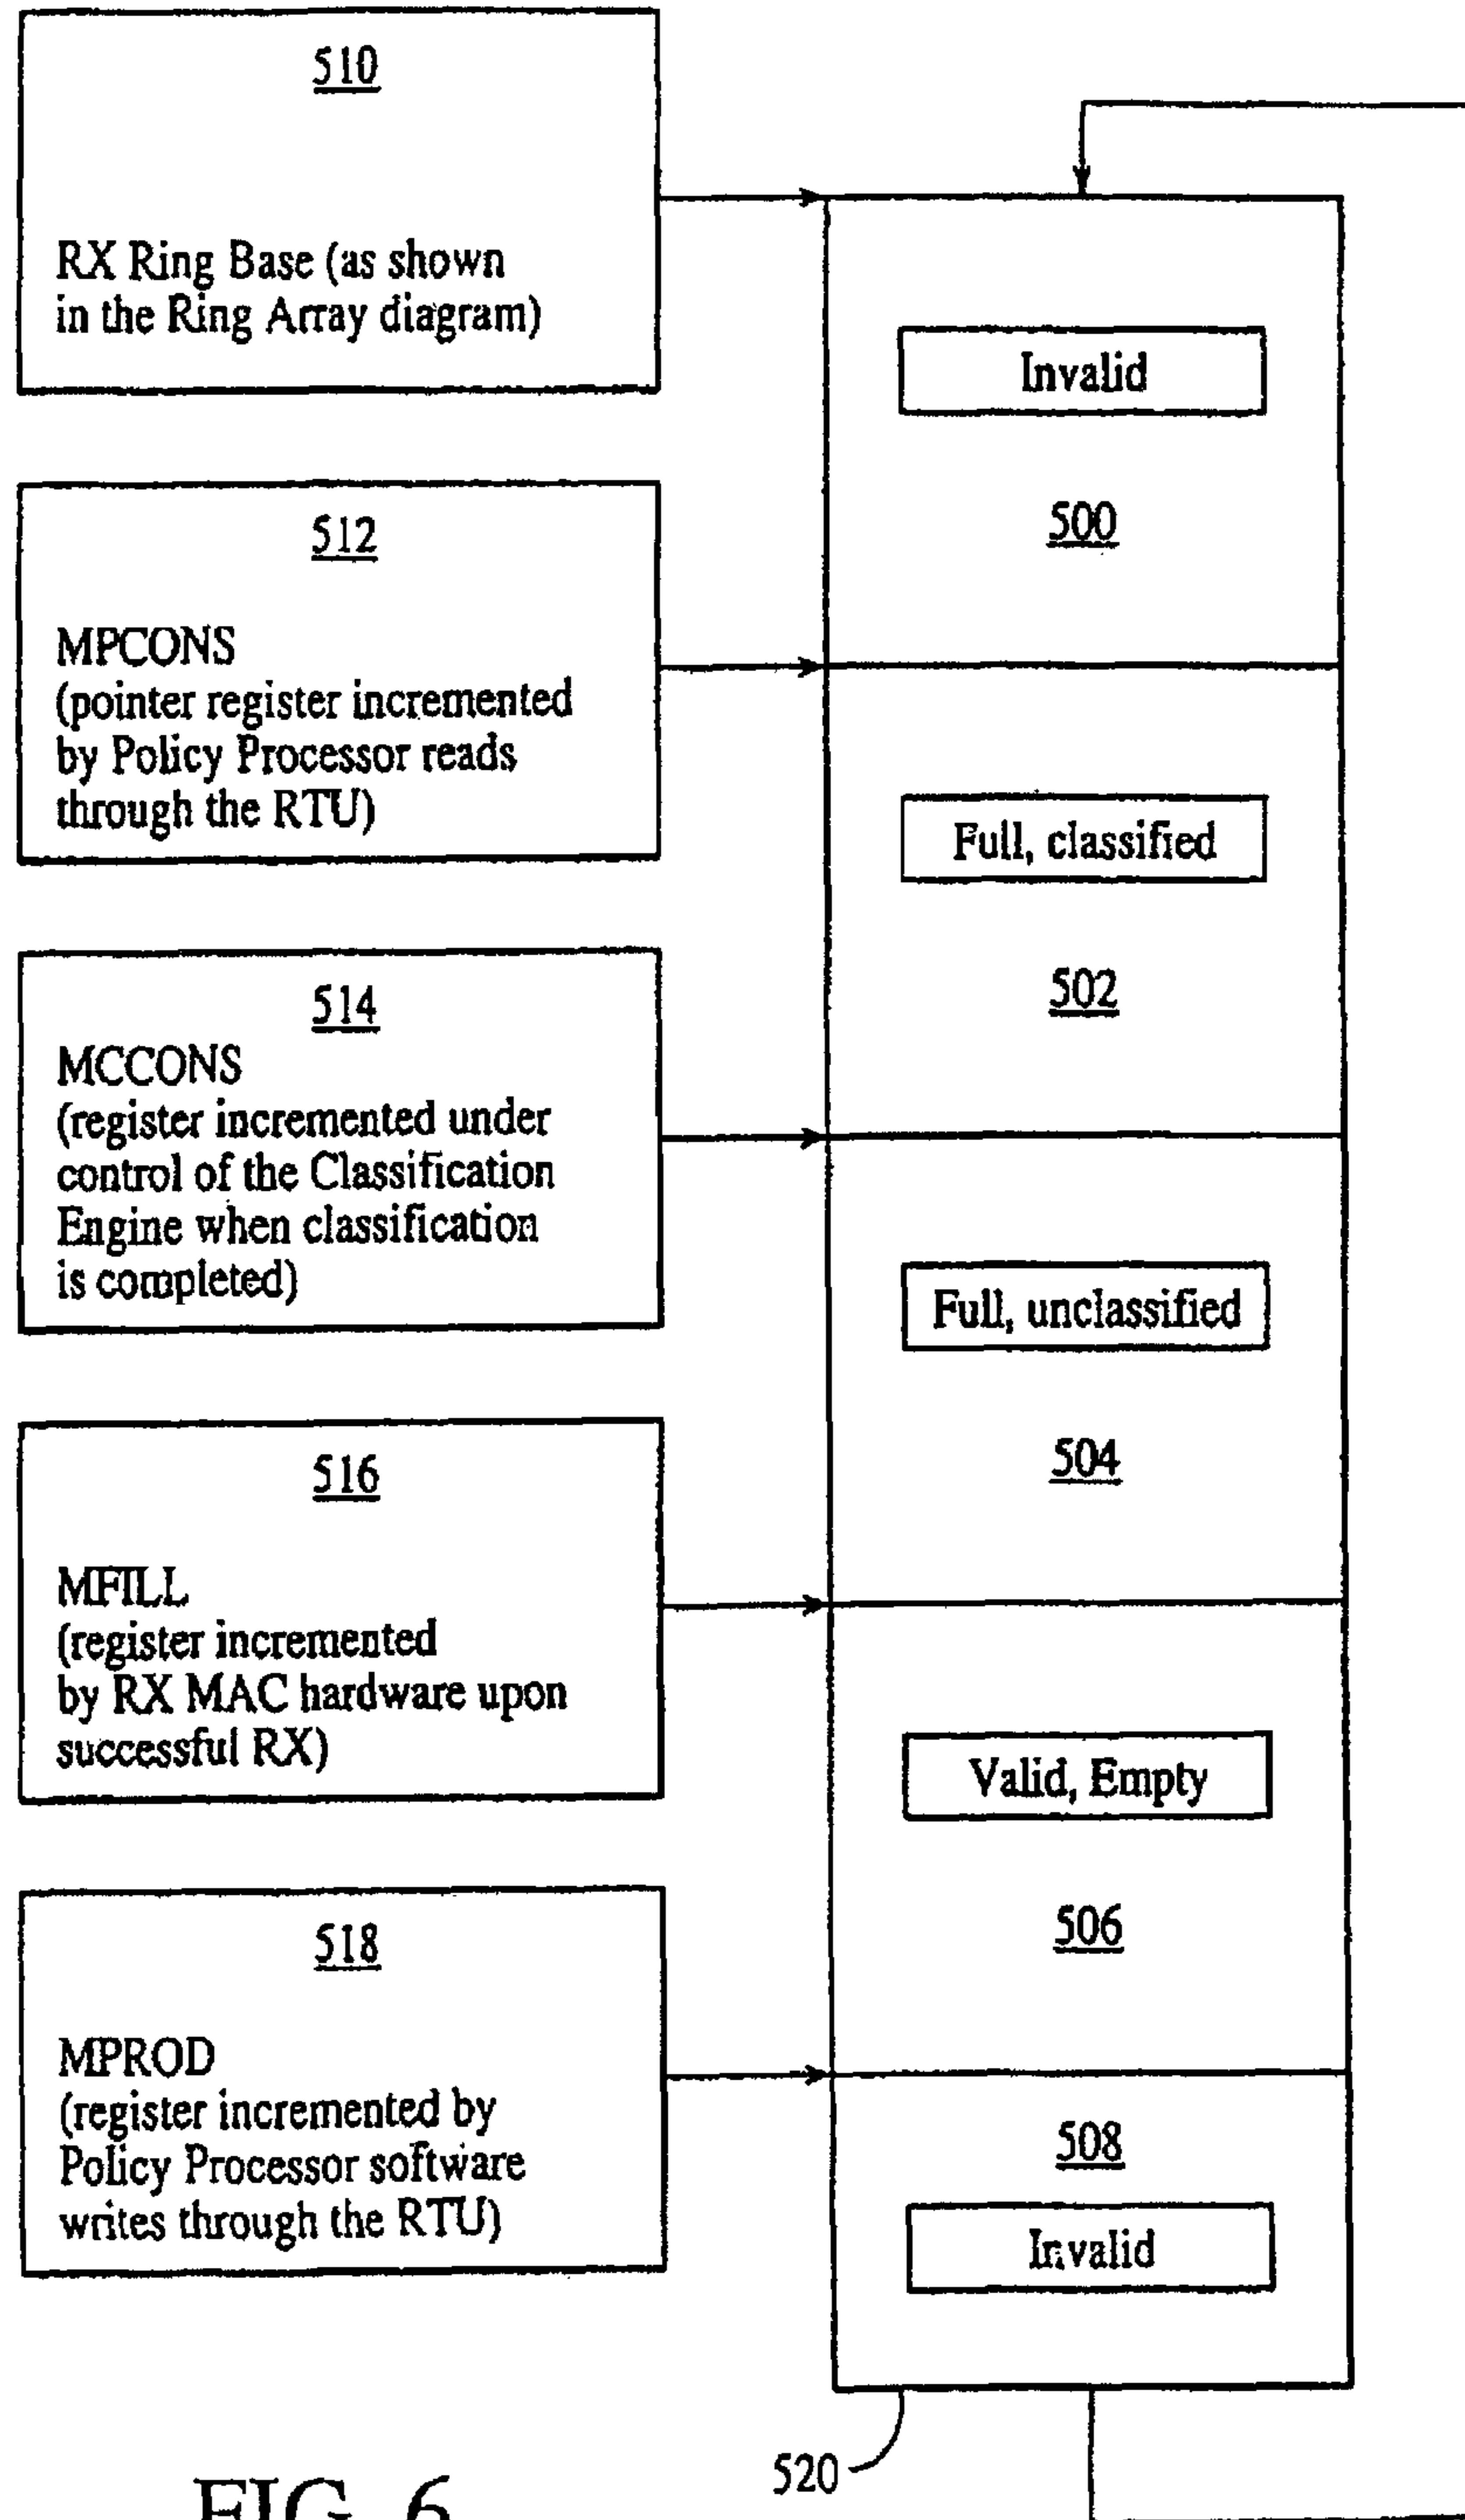 510
RX Ring Base (as shown
in the Ring Array diagram)
Invalid
500
512
MPCONS
(pointer register incremented
by Policy Processor reads
through the RTU)
Full, classified
502
514
MCCONS
(register incremented under
control of the Classification
Engine when classification
is completed)
Full, unclassified
504
516
MFILL
(register incremented
by RX MAC hardware upon
successful RX)
Valid, Empty
506
518
MPROD
(register incremented by
Policy Processor software
writes through the RTU)
508
Invalid
520
FIG. 6